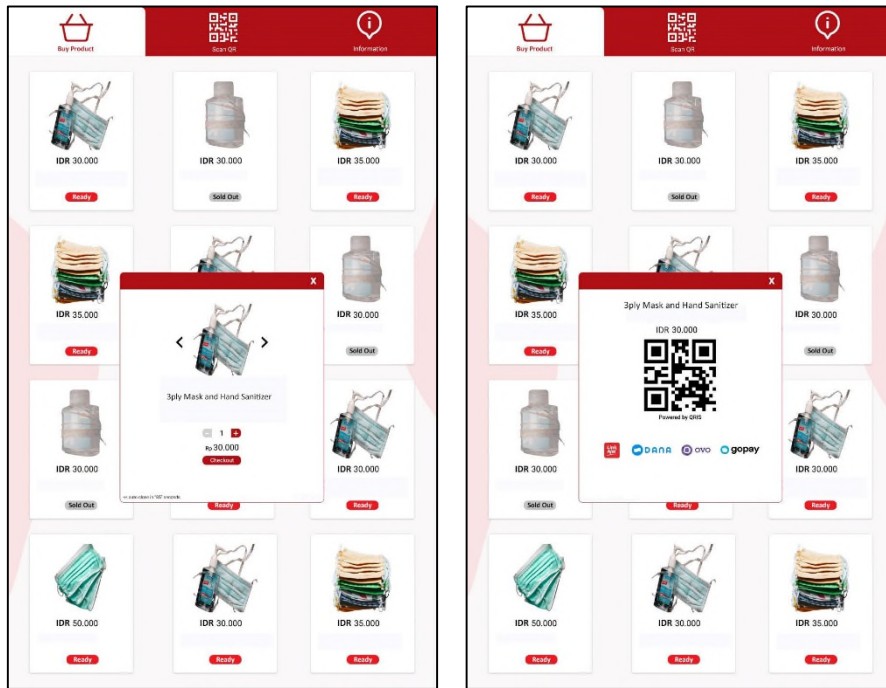 Buy Product
Scan QR
Information
IDR 30.000
IDR 30.000
IDR 35.000
Ready
Sold Out
Ready
IDR 35.000
IDR 30.000
Ready
Sold Out
X
3ply Mask and Hand Sanitizer
1 +
Rp 30.000
Checkout
IDR 30.000
IDR 30.000
Sold Out
Ready
Ready
IDR 50.000
IDR 30.000
IDR 35.000
Ready
Ready
Ready
Buy Product
Scan QR
Information
IDR 30.000
IDR 30.000
IDR 35.000
Ready
Sold Out
Ready
IDR 35.000
IDR 30.000
Ready
Sold Out
X
3ply Mask and Hand Sanitizer
IDR 30.000
Powered by QRIS
DANA
OVO
gopay
IDR 30.000
IDR 30.000
Sold Out
Ready
Ready
IDR 50.000
IDR 30.000
IDR 35.000
Ready
Ready
Ready